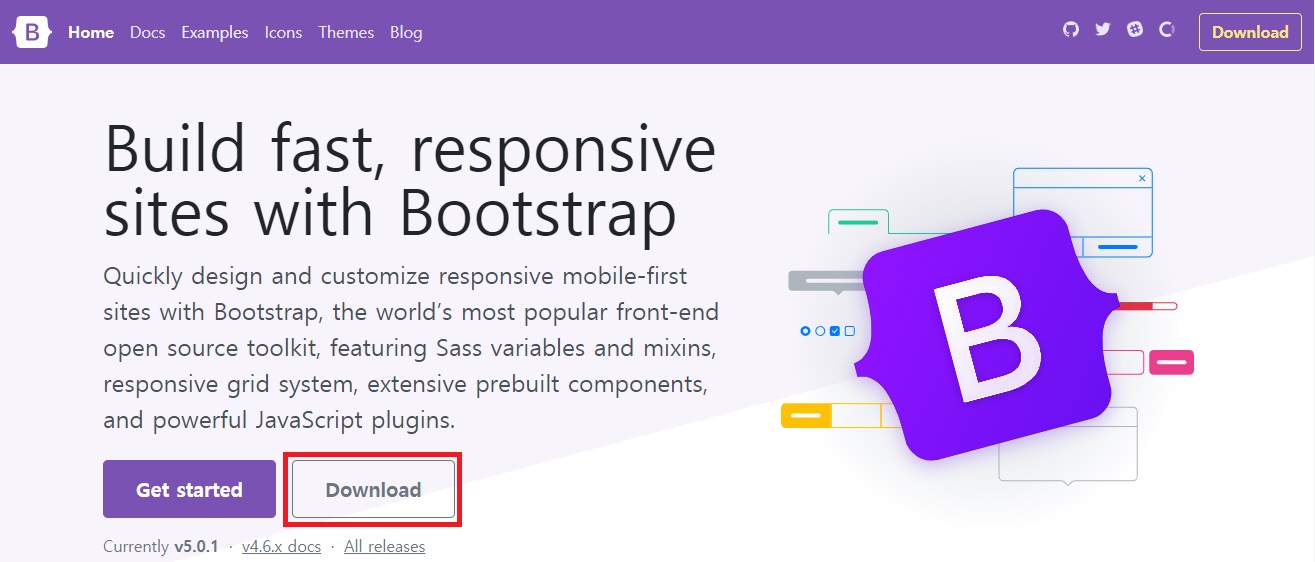 B Home Docs Examples Icons Themes Blog Download
Build fast, responsive
sites with Bootstrap
Quickly design and customize responsive mobile-first
sites with Bootstrap, the world’s most popular front-end
open source toolkit, featuring Sass variables and mixins,
responsive grid system, extensive prebuilt components,
and powerful JavaScript plugins.
Get started Download
Currently v5.0.1 · v4.6.x docs · All releases
B